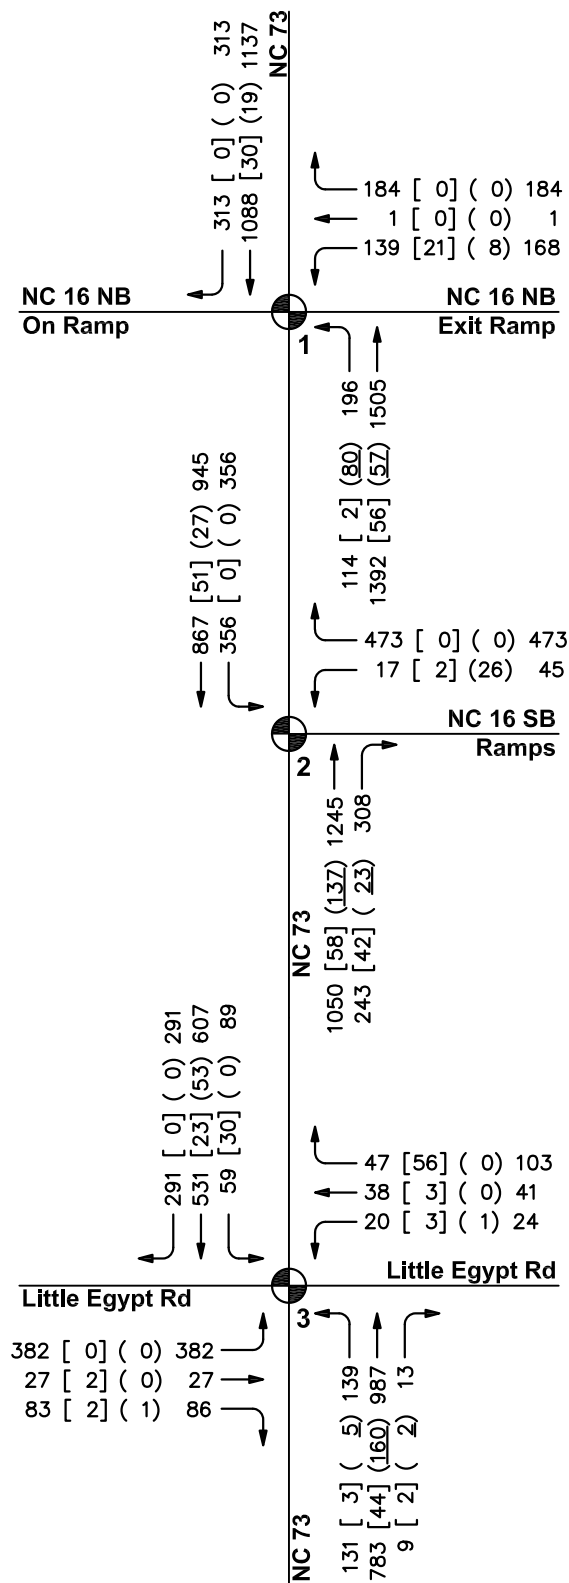 NC 73
313 [ 0] ( 0) 313
1088 [30] (19) 1137
184 [ 0] ( 0) 184
1 [ 0] ( 0) 1
139 [21] ( 8) 168
NC 16 NB
On Ramp
NC 16 NB
Exit Ramp
1
114 [ 2] (80) 196
1392 [56] (57) 1505
867 [51] (27) 945
356 [ 0] ( 0) 356
473 [ 0] ( 0) 473
17 [ 2] (26) 45
NC 16 SB
Ramps
2
1050 [58] (137) 1245
243 [42] ( 23) 308
NC 73
291 [ 0] ( 0) 291
531 [23] (53) 607
59 [30] ( 0) 89
47 [56] ( 0) 103
38 [ 3] ( 0) 41
20 [ 3] ( 1) 24
Little Egypt Rd
Little Egypt Rd
3
382 [ 0] ( 0) 382
27 [ 2] ( 0) 27
83 [ 2] ( 1) 86
131 [ 3] ( 5) 139
783 [44] (160) 987
9 [ 2] ( 2) 13
NC 73